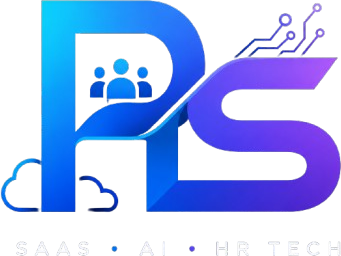 RS
SAAS • AI • HR TECH